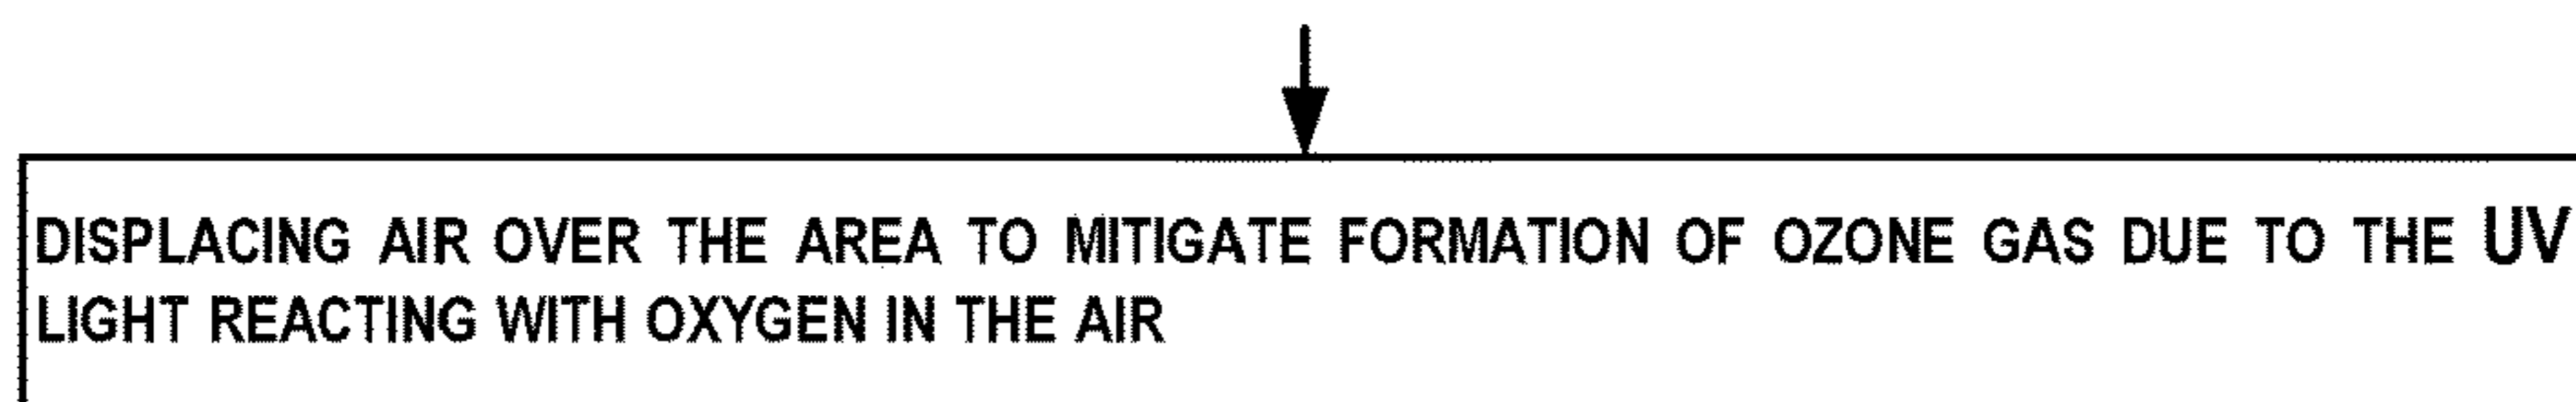 DISPLACING AIR OVER THE AREA TO MITIGATE FORMATION OF OZONE GAS DUE TO THE UV
LIGHT REACTING WITH OXYGEN IN THE AIR